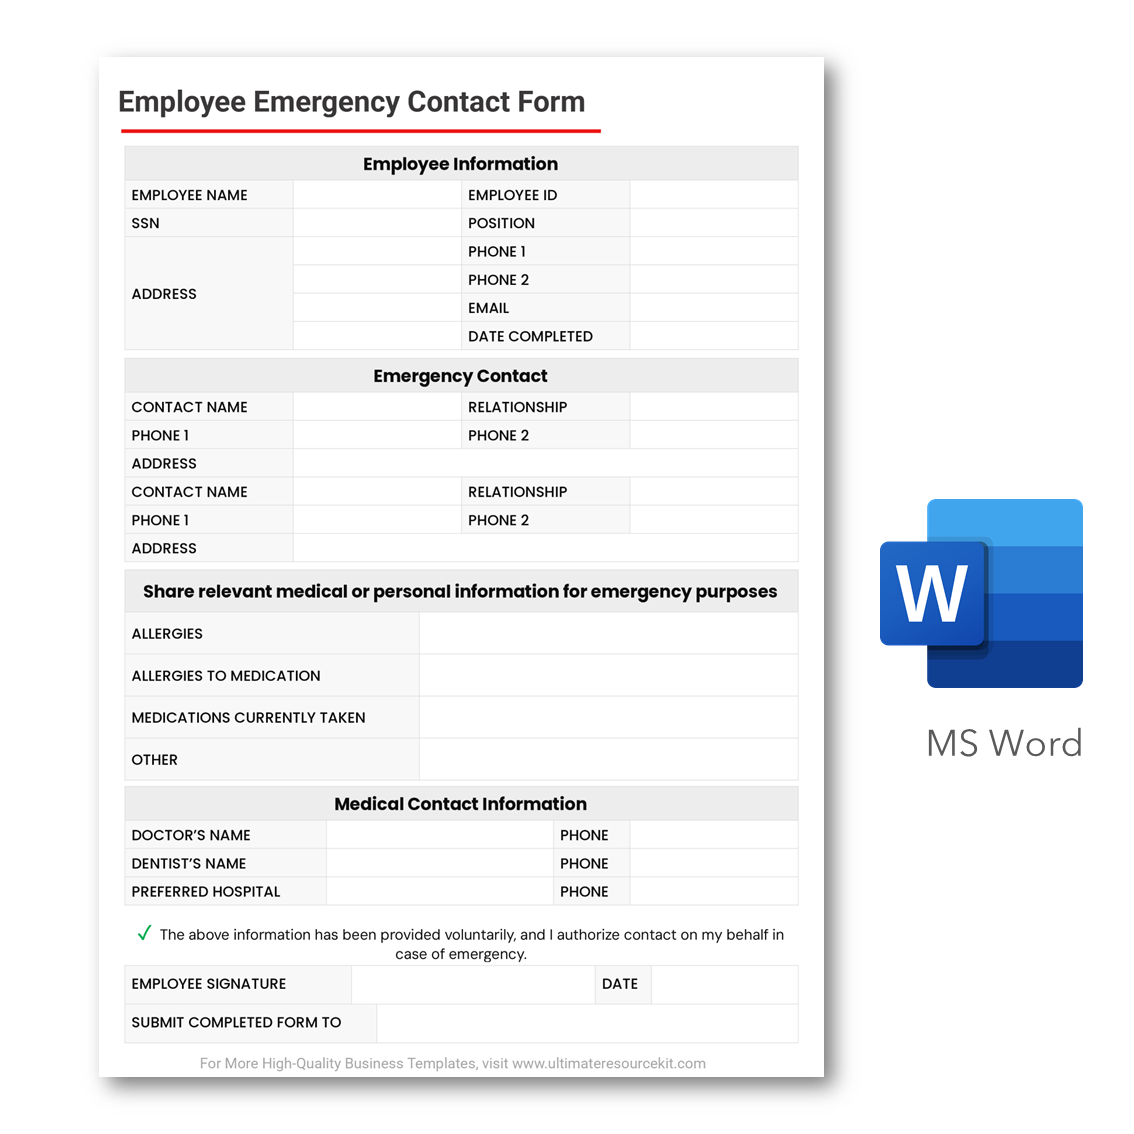 Employee Emergency Contact Form
Employee Information
EMPLOYEE NAME EMPLOYEE ID
SSN POSITION
PHONE 1
PHONE 2
ADDRESS
EMAIL
DATE COMPLETED
Emergency Contact
CONTACT NAME RELATIONSHIP
PHONE 1 PHONE 2
ADDRESS
CONTACT NAME RELATIONSHIP
PHONE 1 PHONE 2
ADDRESS
Share relevant medical or personal information for emergency purposes
ALLERGIES
ALLERGIES TO MEDICATION
MEDICATIONS CURRENTLY TAKEN
OTHER
Medical Contact Information
DOCTOR’S NAME PHONE
DENTIST’S NAME PHONE
PREFERRED HOSPITAL PHONE
✓ The above information has been provided voluntarily, and I authorize contact on my behalf in
case of emergency.
EMPLOYEE SIGNATURE DATE
SUBMIT COMPLETED FORM TO
For More High-Quality Business Templates, visit www.ultimateresourcekit.com
W
MS Word